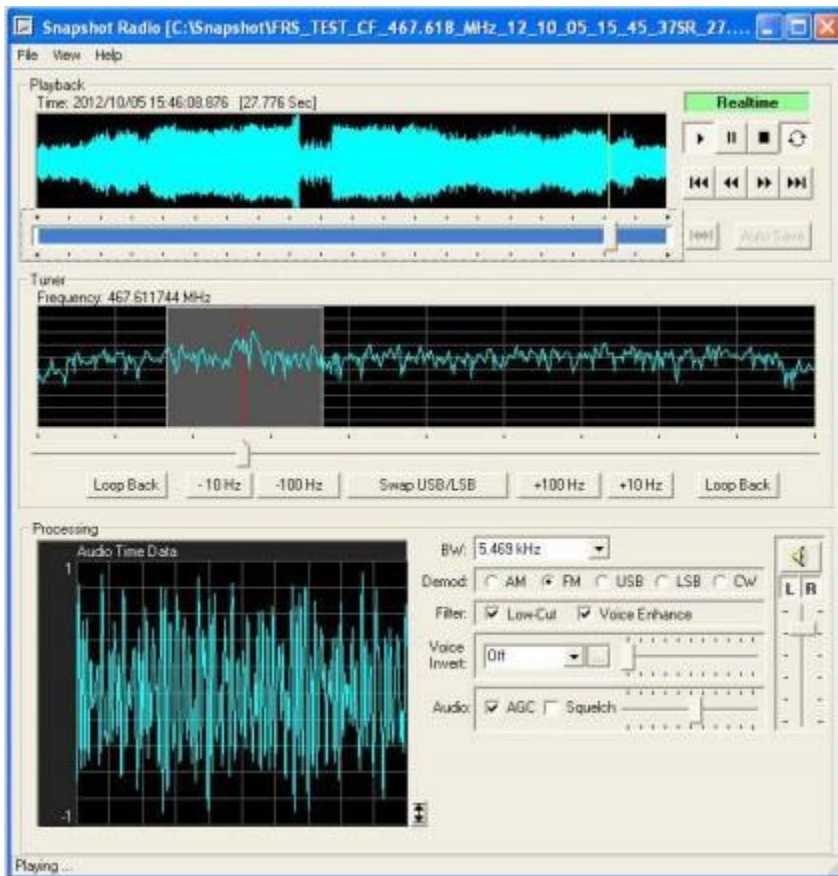 Snapshot Radio [C:\Snapshot\FRS_TEST_CF_467.618_MHz_12_10_05_15_45_37SR_27....
File View Help
Playback
Time: 2012/10/05 15:46:08.876 [27.776 Sec]
Realtime
Auto Save
Tuner
Frequency: 467.611744 MHz
Loop Back - 10 Hz -100 Hz Swap USB/LSB +100 Hz +10 Hz Loop Back
Processing
Audio Time Data
1
-1
BW: 5.469 kHz
Demod: AM FM USB LSB CW
Filter: Low-Cut Voice Enhance
Voice Invert: Off ...
Audio: AGC Squelch
L R
Playing ...